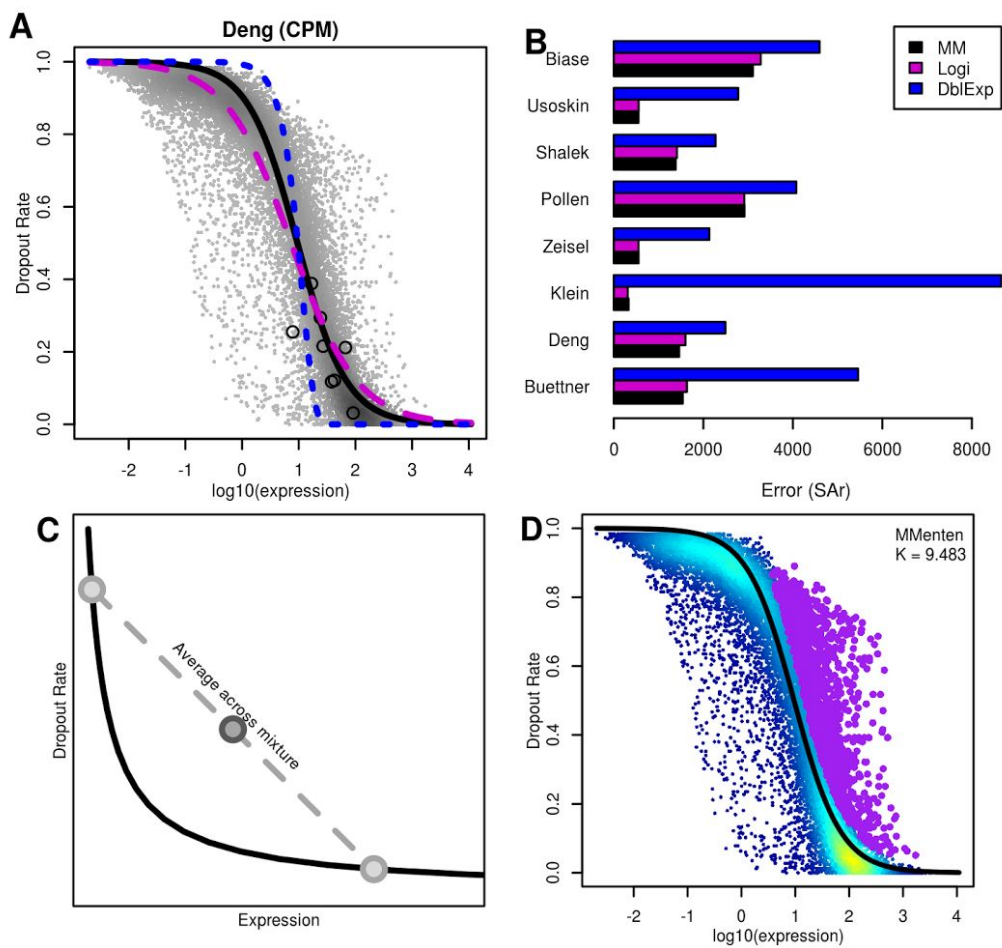 A
Deng (CPM)
Dropout Rate
1.0
0.8
0.6
0.4
0.2
0.0
-2 -1 0 1 2 3 4
log10(expression)
B
MM
Logi
DblExp
Biase
Usoskin
Shalek
Pollen
Zeisel
Klein
Deng
Buettner
0 2000 4000 6000 8000
Error (SAr)
C
Dropout Rate
Average across mixture
Expression
D
MMenten
K = 9.483
Dropout Rate
1.0
0.8
0.6
0.4
0.2
0.0
-2 -1 0 1 2 3 4
log10(expression)